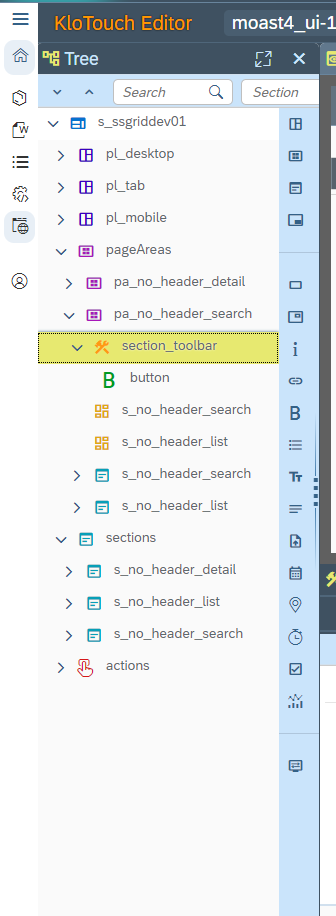 KloTouch Editor
moast4_ui-1
Tree
Search
Section
s_ssgriddev01
pl_desktop
pl_tab
pl_mobile
pageAreas
pa_no_header_detail
pa_no_header_search
section_toolbar
B button
s_no_header_search
s_no_header_list
s_no_header_search
s_no_header_list
sections
s_no_header_detail
s_no_header_list
s_no_header_search
actions